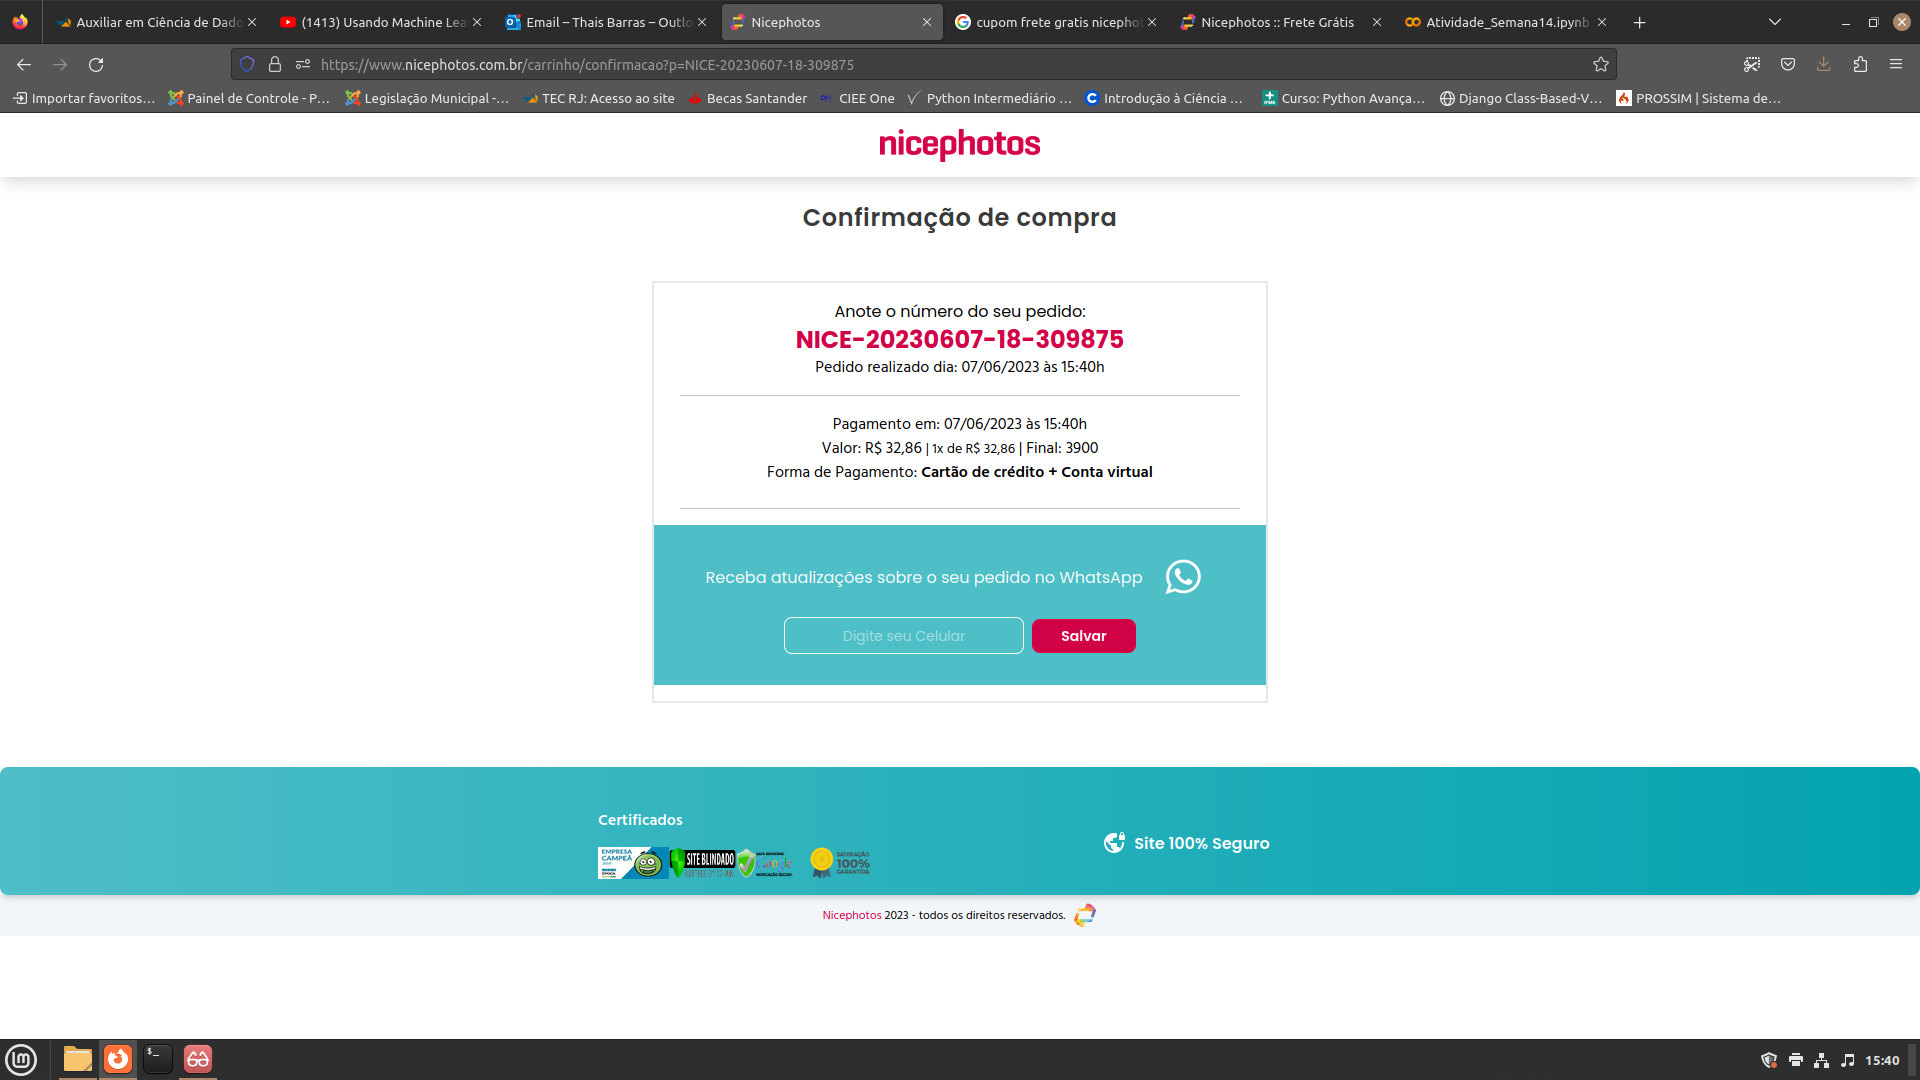 Auxiliar em Ciência de Dado
(1413) Usando Machine Lea
Email – Thais Barras – Outlo
Nicephotos
cupom frete gratis nicephot
Nicephotos :: Frete Grátis
Atividade_Semana14.ipynb
https://www.nicephotos.com.br/carrinho/confirmacao?p=NICE-20230607-18-309875
Importar favoritos...
Painel de Controle - P...
Legislação Municipal -...
TEC RJ: Acesso ao site
Becas Santander
CIEE One
Python Intermediário ...
Introdução à Ciência ...
Curso: Python Avança...
Django Class-Based-V...
PROSSIM | Sistema de...
nicephotos
Confirmação de compra
Anote o número do seu pedido:
NICE-20230607-18-309875
Pedido realizado dia: 07/06/2023 às 15:40h
Pagamento em: 07/06/2023 às 15:40h
Valor: R$ 32,86 | 1x de R$ 32,86 | Final: 3900
Forma de Pagamento: Cartão de crédito + Conta virtual
Receba atualizações sobre o seu pedido no WhatsApp
Digite seu Celular
Salvar
Certificados
EMPRESA
CAMPEÃ
SITE BLINDADO
Google
SATISFAÇÃO
100%
GARANTIDA
Site 100% Seguro
Nicephotos 2023 - todos os direitos reservados.
15:40